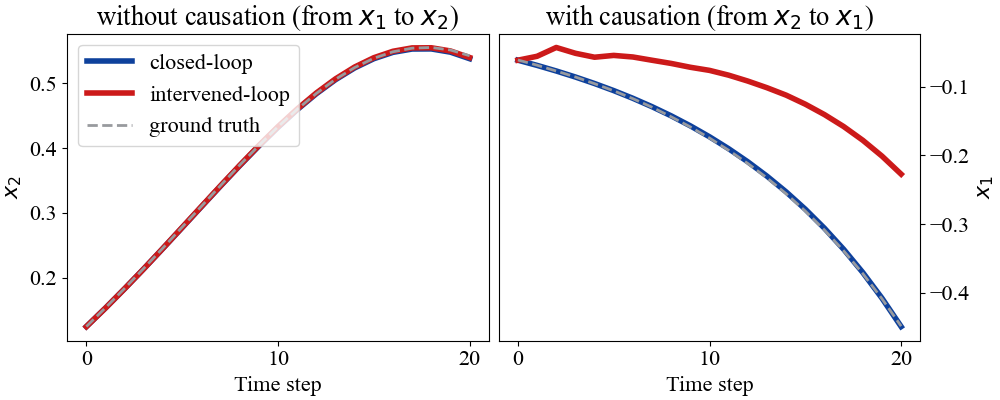 without causation (from x₁ to x₂)
with causation (from x₂ to x₁)
closed-loop
intervened-loop
ground truth
0.5
0.4
0.3
0.2
x₂
−0.1
−0.2
−0.3
−0.4
x₁
0 10 20
0 10 20
Time step
Time step